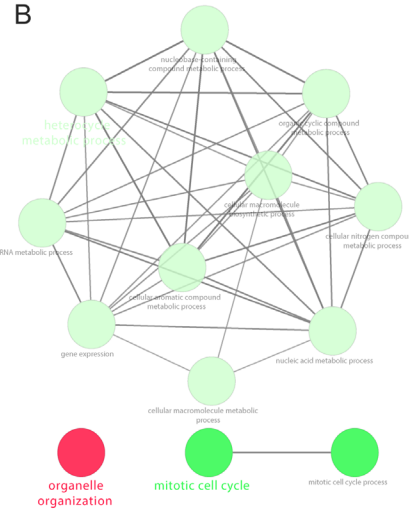 B
nucleobase-containing
compound metabolic process
heterocycle
metabolic process
organic cyclic compound
metabolic process
cellular macromolecule
biosynthetic process
cellular nitrogen compou
metabolic process
RNA metabolic process
cellular aromatic compound
metabolic process
gene expression
nucleic acid metabolic process
cellular macromolecule metabolic
process
organelle
organization
mitotic cell cycle
mitotic cell cycle process